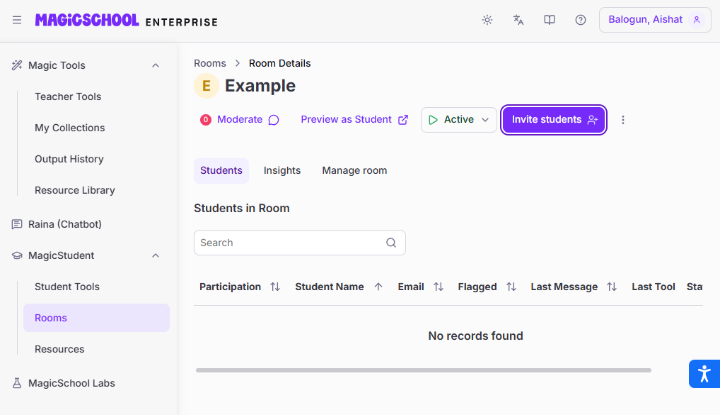 MAGICSCHOOL ENTERPRISE
Balogun, Aishat
Magic Tools
Teacher Tools
My Collections
Output History
Resource Library
Raina (Chatbot)
MagicStudent
Student Tools
Rooms
Resources
MagicSchool Labs
Rooms > Room Details
E Example
0 Moderate Preview as Student Active Invite students
Students Insights Manage room
Students in Room
Search
Participation Student Name Email Flagged Last Message Last Tool Sta
No records found